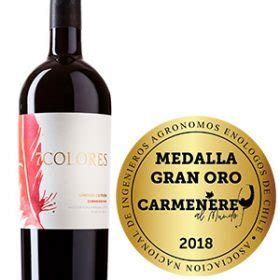 7COLORES
MEDALLA
GRAN ORO
CARMENERE
al Mundo
2018
ASOCIACION NACIONAL DE INGENIEROS AGRONOMOS ENOLOGOS DE CHILE